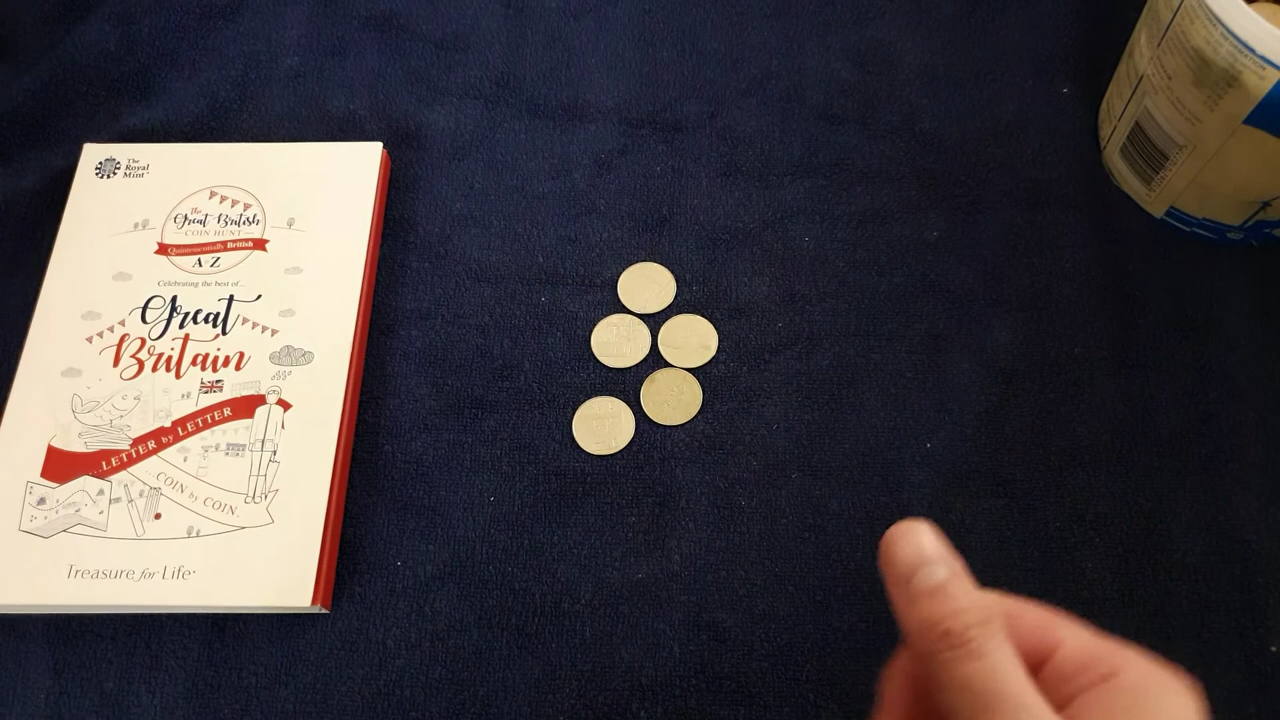 The
Royal
Mint
The
Great British
COIN HUNT
Quintessentially British
A-Z
Celebrating the best of...
Great
Britain
...LETTER by LETTER
...COIN by COIN.
Treasure for Life